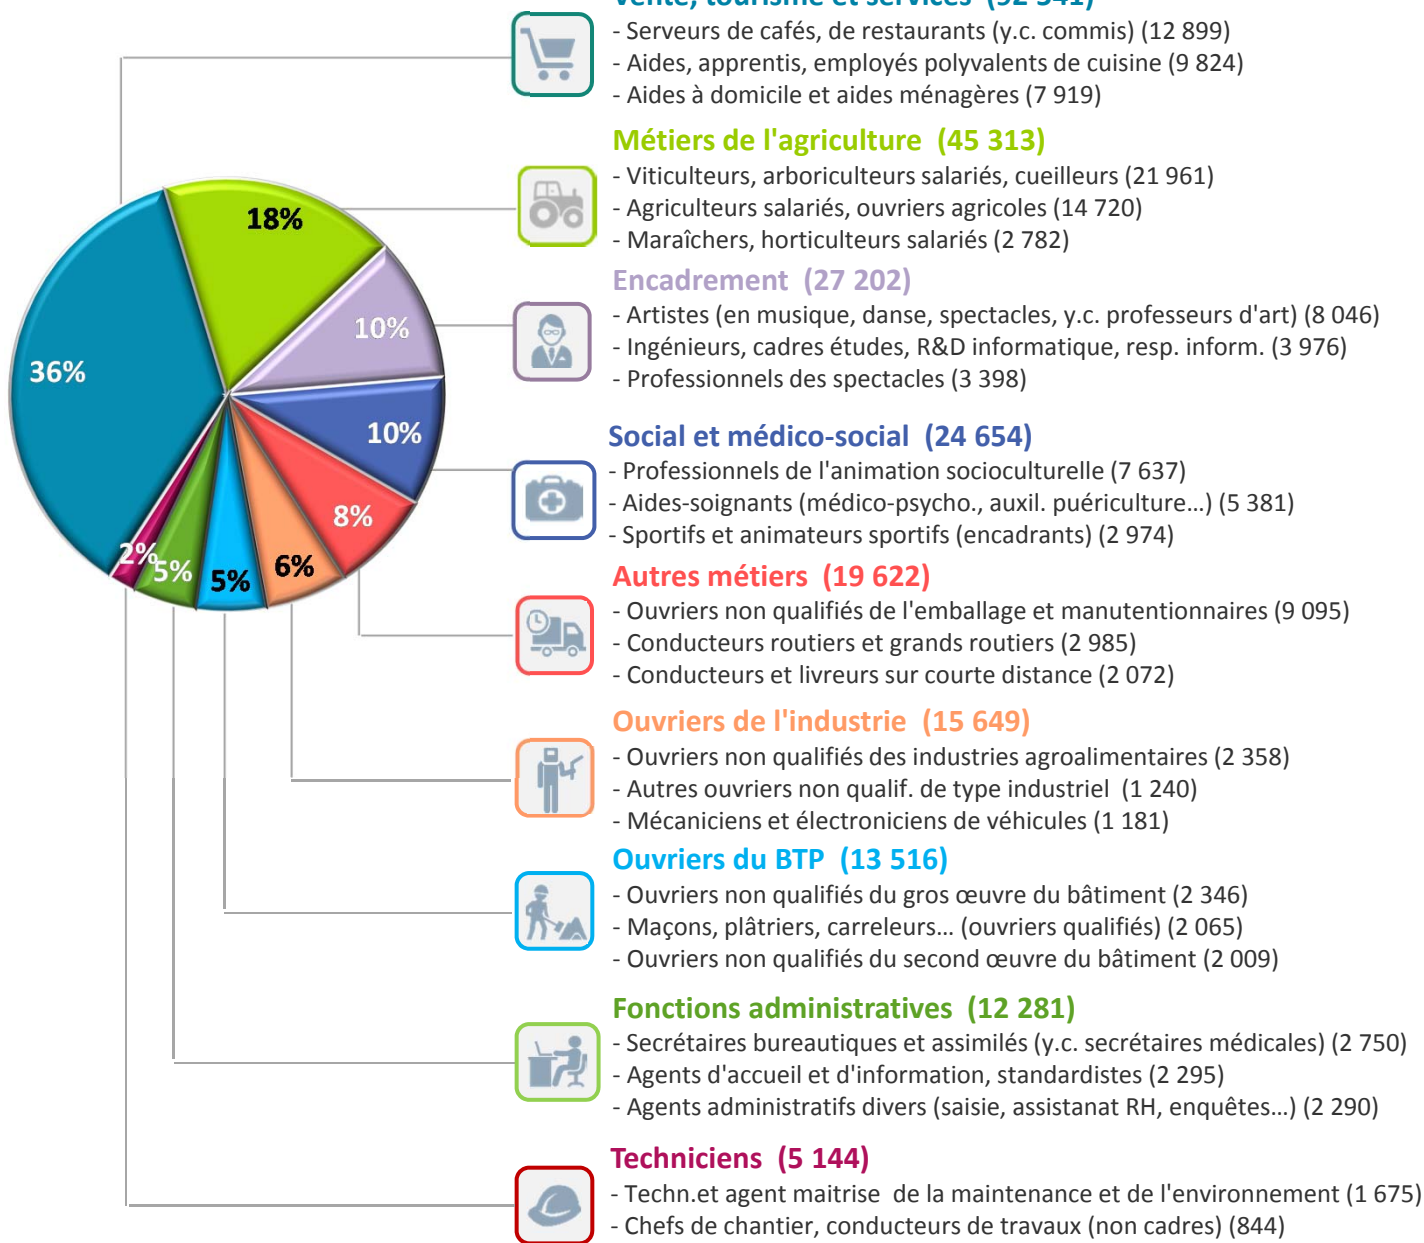 Vente, tourisme et services (92 341)
- Serveurs de cafés, de restaurants (y.c. commis) (12 899)
- Aides, apprentis, employés polyvalents de cuisine (9 824)
- Aides à domicile et aides ménagères (7 919)
Métiers de l'agriculture (45 313)
- Viticulteurs, arboriculteurs salariés, cueilleurs (21 961)
- Agriculteurs salariés, ouvriers agricoles (14 720)
- Maraîchers, horticulteurs salariés (2 782)
Encadrement (27 202)
- Artistes (en musique, danse, spectacles, y.c. professeurs d'art) (8 046)
- Ingénieurs, cadres études, R&D informatique, resp. inform. (3 976)
- Professionnels des spectacles (3 398)
Social et médico-social (24 654)
- Professionnels de l'animation socioculturelle (7 637)
- Aides-soignants (médico-psycho., auxil. puériculture…) (5 381)
- Sportifs et animateurs sportifs (encadrants) (2 974)
Autres métiers (19 622)
- Ouvriers non qualifiés de l'emballage et manutentionnaires (9 095)
- Conducteurs routiers et grands routiers (2 985)
- Conducteurs et livreurs sur courte distance (2 072)
Ouvriers de l'industrie (15 649)
- Ouvriers non qualifiés des industries agroalimentaires (2 358)
- Autres ouvriers non qualif. de type industriel (1 240)
- Mécaniciens et électroniciens de véhicules (1 181)
Ouvriers du BTP (13 516)
- Ouvriers non qualifiés du gros œuvre du bâtiment (2 346)
- Maçons, plâtriers, carreleurs… (ouvriers qualifiés) (2 065)
- Ouvriers non qualifiés du second œuvre du bâtiment (2 009)
Fonctions administratives (12 281)
- Secrétaires bureautiques et assimilés (y.c. secrétaires médicales) (2 750)
- Agents d'accueil et d'information, standardistes (2 295)
- Agents administratifs divers (saisie, assistanat RH, enquêtes…) (2 290)
Techniciens (5 144)
- Techn.et agent maitrise de la maintenance et de l'environnement (1 675)
- Chefs de chantier, conducteurs de travaux (non cadres) (844)
18%
10%
10%
8%
6%
5%
5%
2%
36%